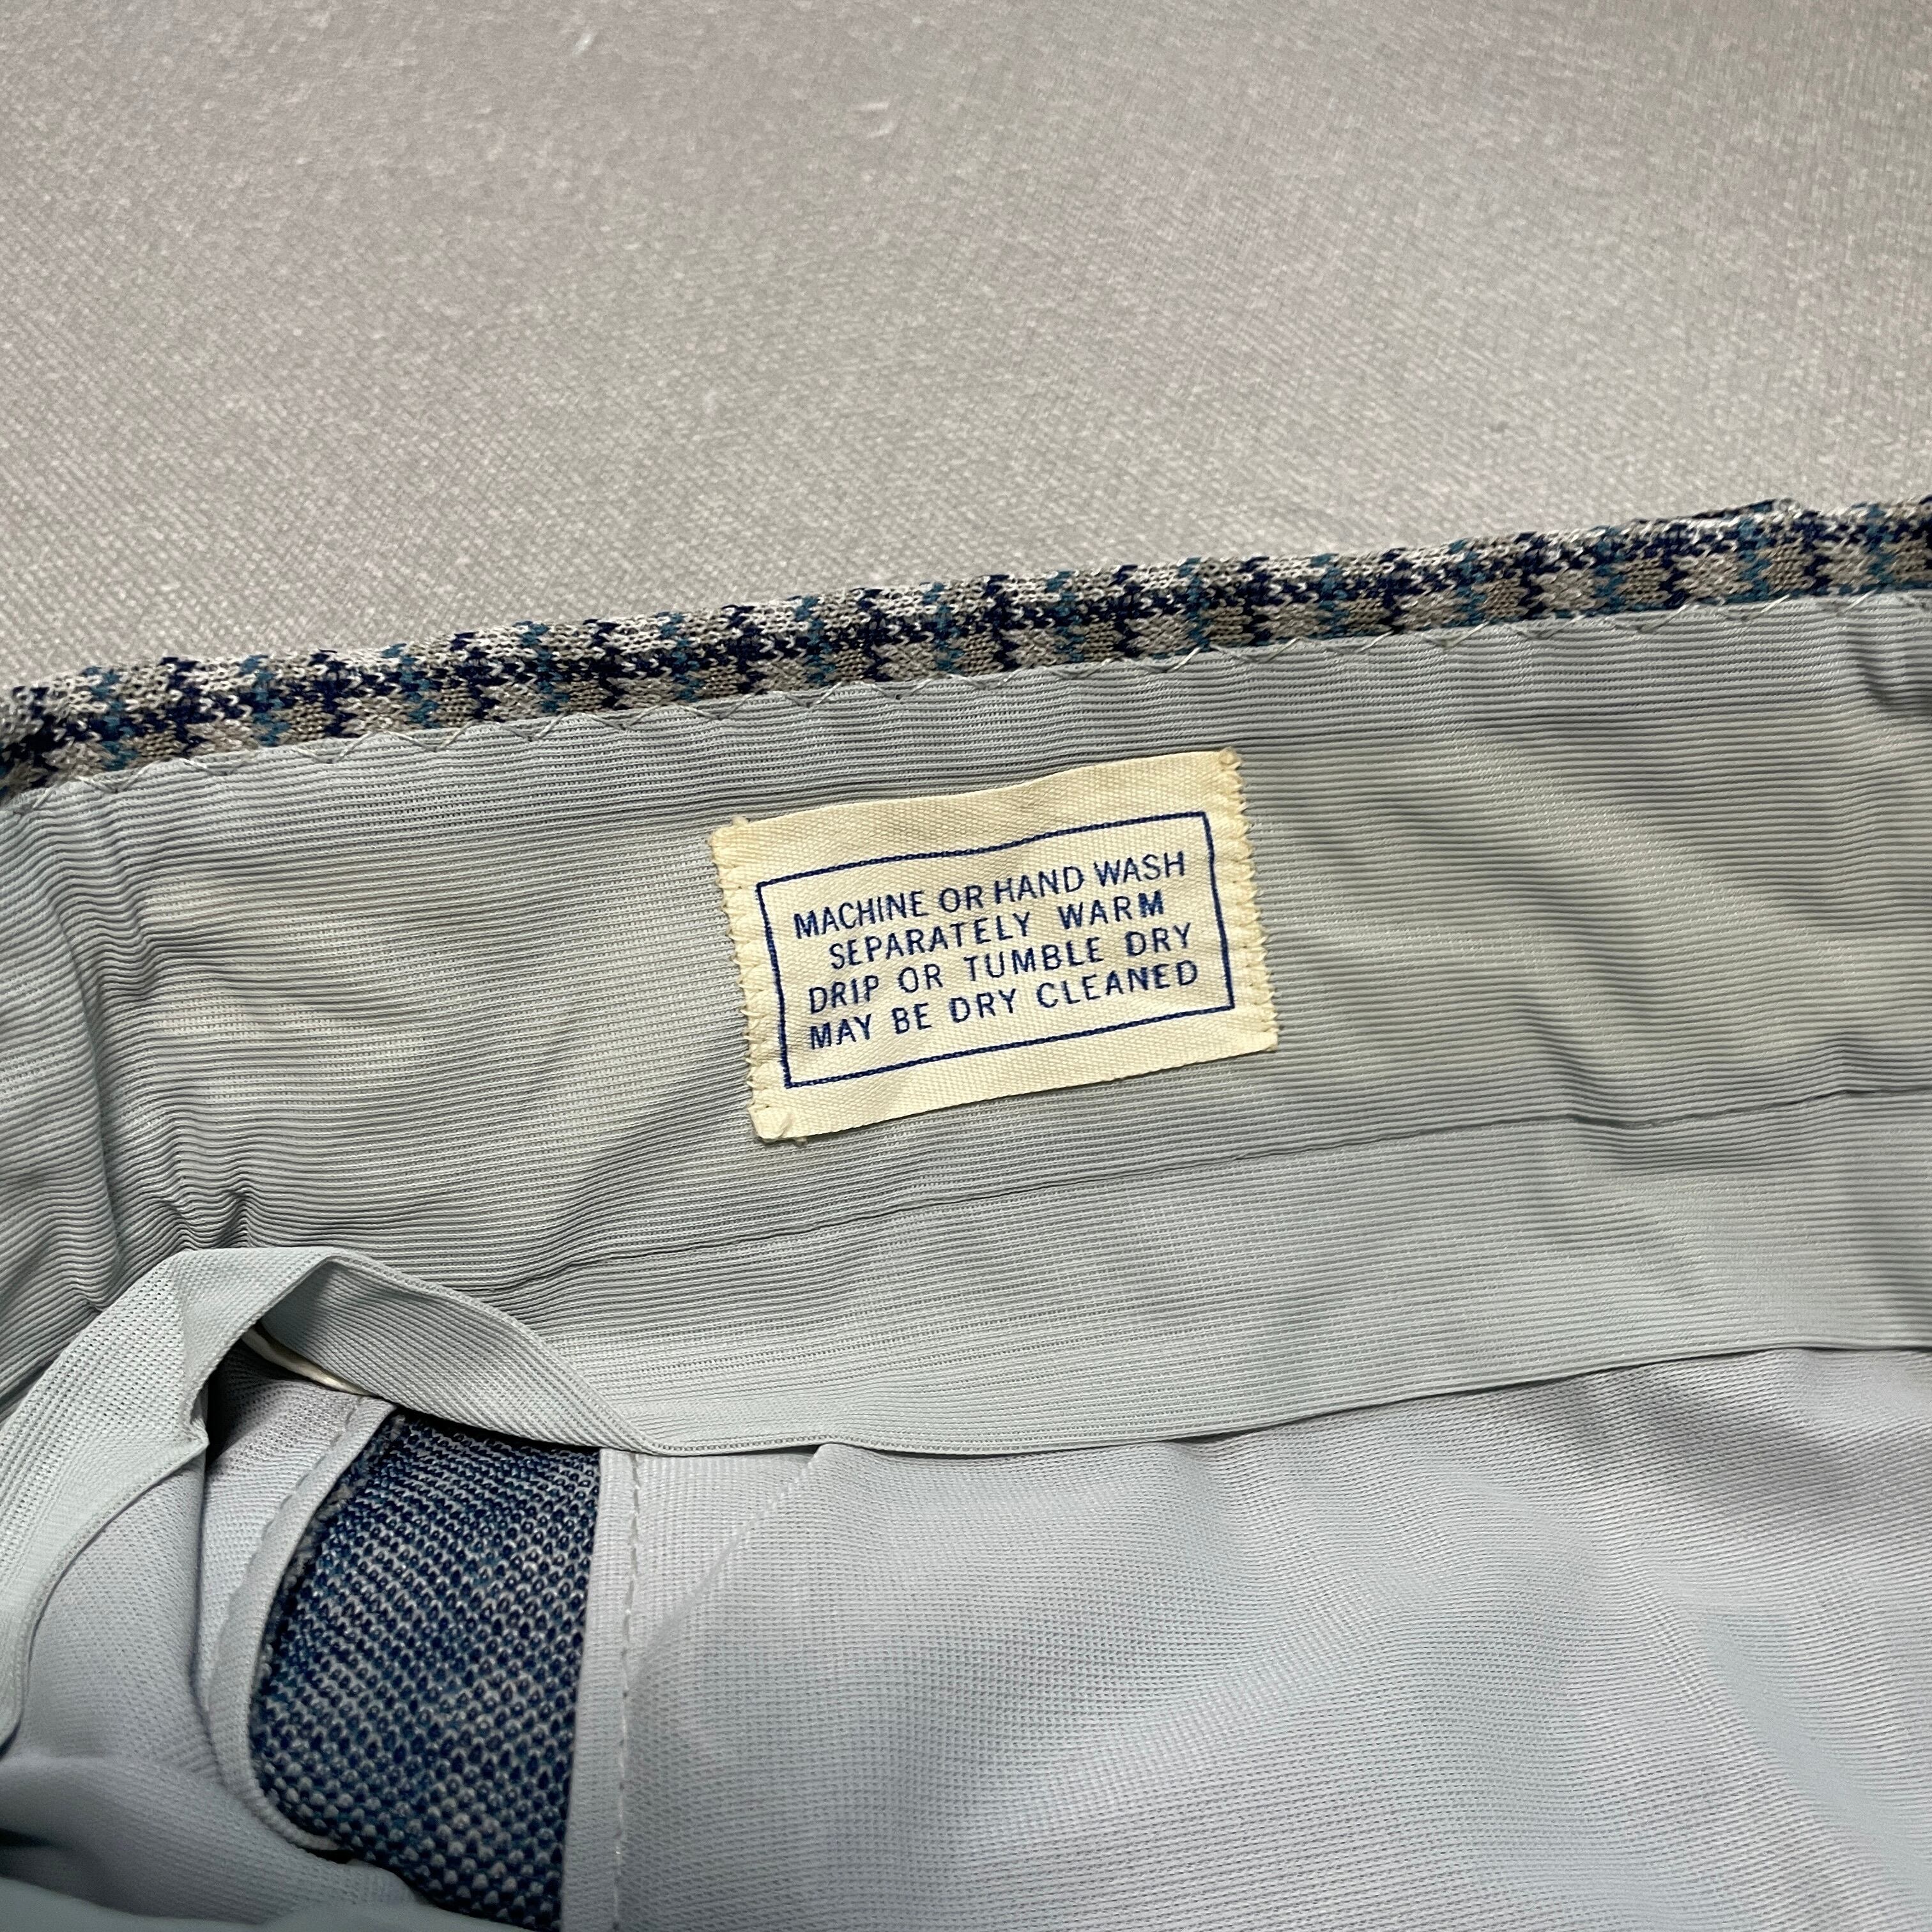 MACHINE OR HAND WASH
SEPARATELY WARM
DRIP OR TUMBLE DRY
MAY BE DRY CLEANED